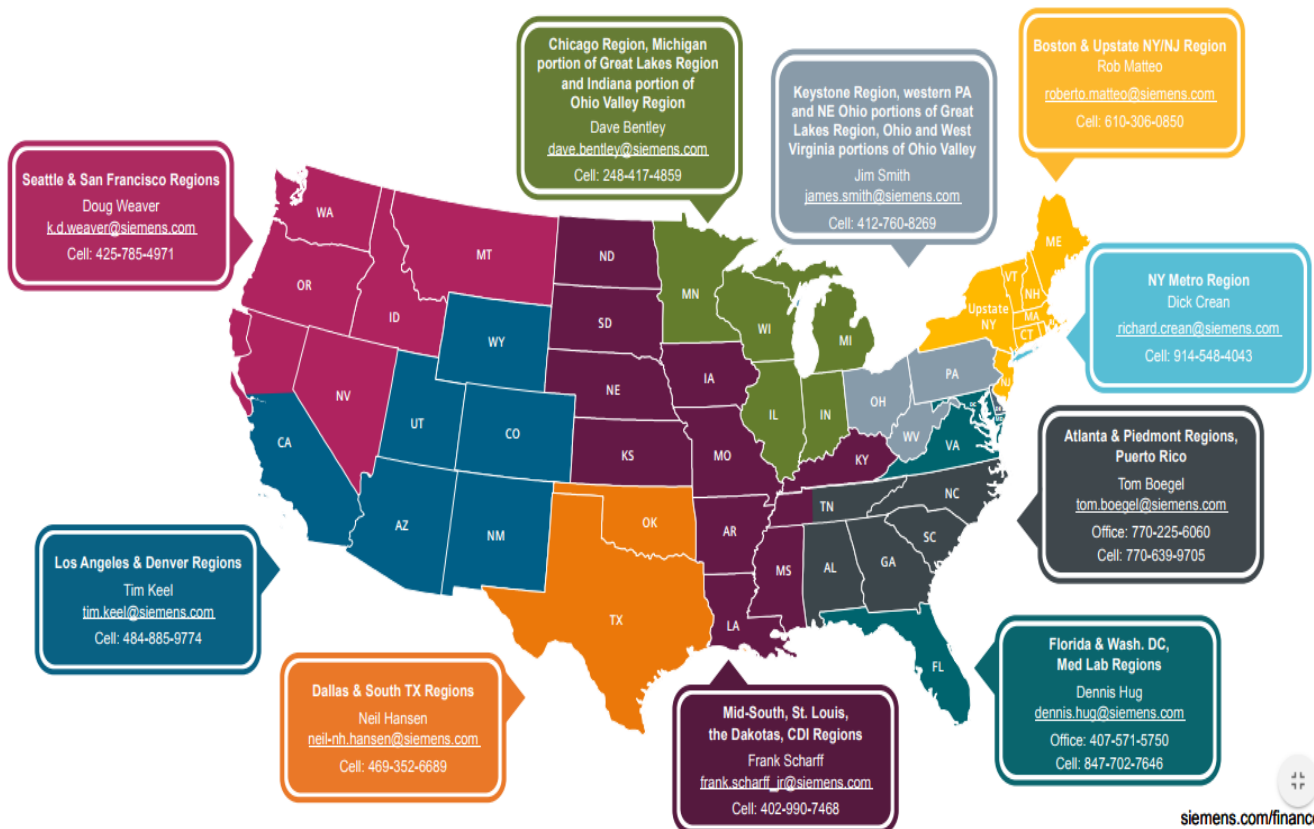 Chicago Region, Michigan
portion of Great Lakes Region
and Indiana portion of
Ohio Valley Region
Dave Bentley
dave.bentley@siemens.com
Cell: 248-417-4859
Keystone Region, western PA
and NE Ohio portions of Great
Lakes Region, Ohio and West
Virginia portions of Ohio Valley
Jim Smith
james.smith@siemens.com
Cell: 412-760-8269
Boston & Upstate NY/NJ Region
Rob Matteo
roberto.matteo@siemens.com
Cell: 610-306-0850
Seattle & San Francisco Regions
Doug Weaver
k.d.weaver@siemens.com
Cell: 425-785-4971
NY Metro Region
Dick Crean
richard.crean@siemens.com
Cell: 914-548-4043
WA
OR
ID
MT
NV
CA
WY
UT
CO
AZ
NM
ND
SD
NE
KS
IA
MO
AR
LA
MS
KY
OK
TX
MN
WI
MI
IL
IN
OH
PA
WV
VA
DC
TN
NC
SC
AL
GA
FL
ME
VT
NH
MA
CT
Upstate
NY
NJ
Atlanta & Piedmont Regions,
Puerto Rico
Tom Boegel
tom.boegel@siemens.com
Office: 770-225-6060
Cell: 770-639-9705
Los Angeles & Denver Regions
Tim Keel
tim.keel@siemens.com
Cell: 484-885-9774
Dallas & South TX Regions
Neil Hansen
neil-nh.hansen@siemens.com
Cell: 469-352-6689
Mid-South, St. Louis,
the Dakotas, CDI Regions
Frank Scharff
frank.scharff_jr@siemens.com
Cell: 402-990-7468
Florida & Wash. DC,
Med Lab Regions
Dennis Hug
dennis.hug@siemens.com
Office: 407-571-5750
Cell: 847-702-7646
siemens.com/financ